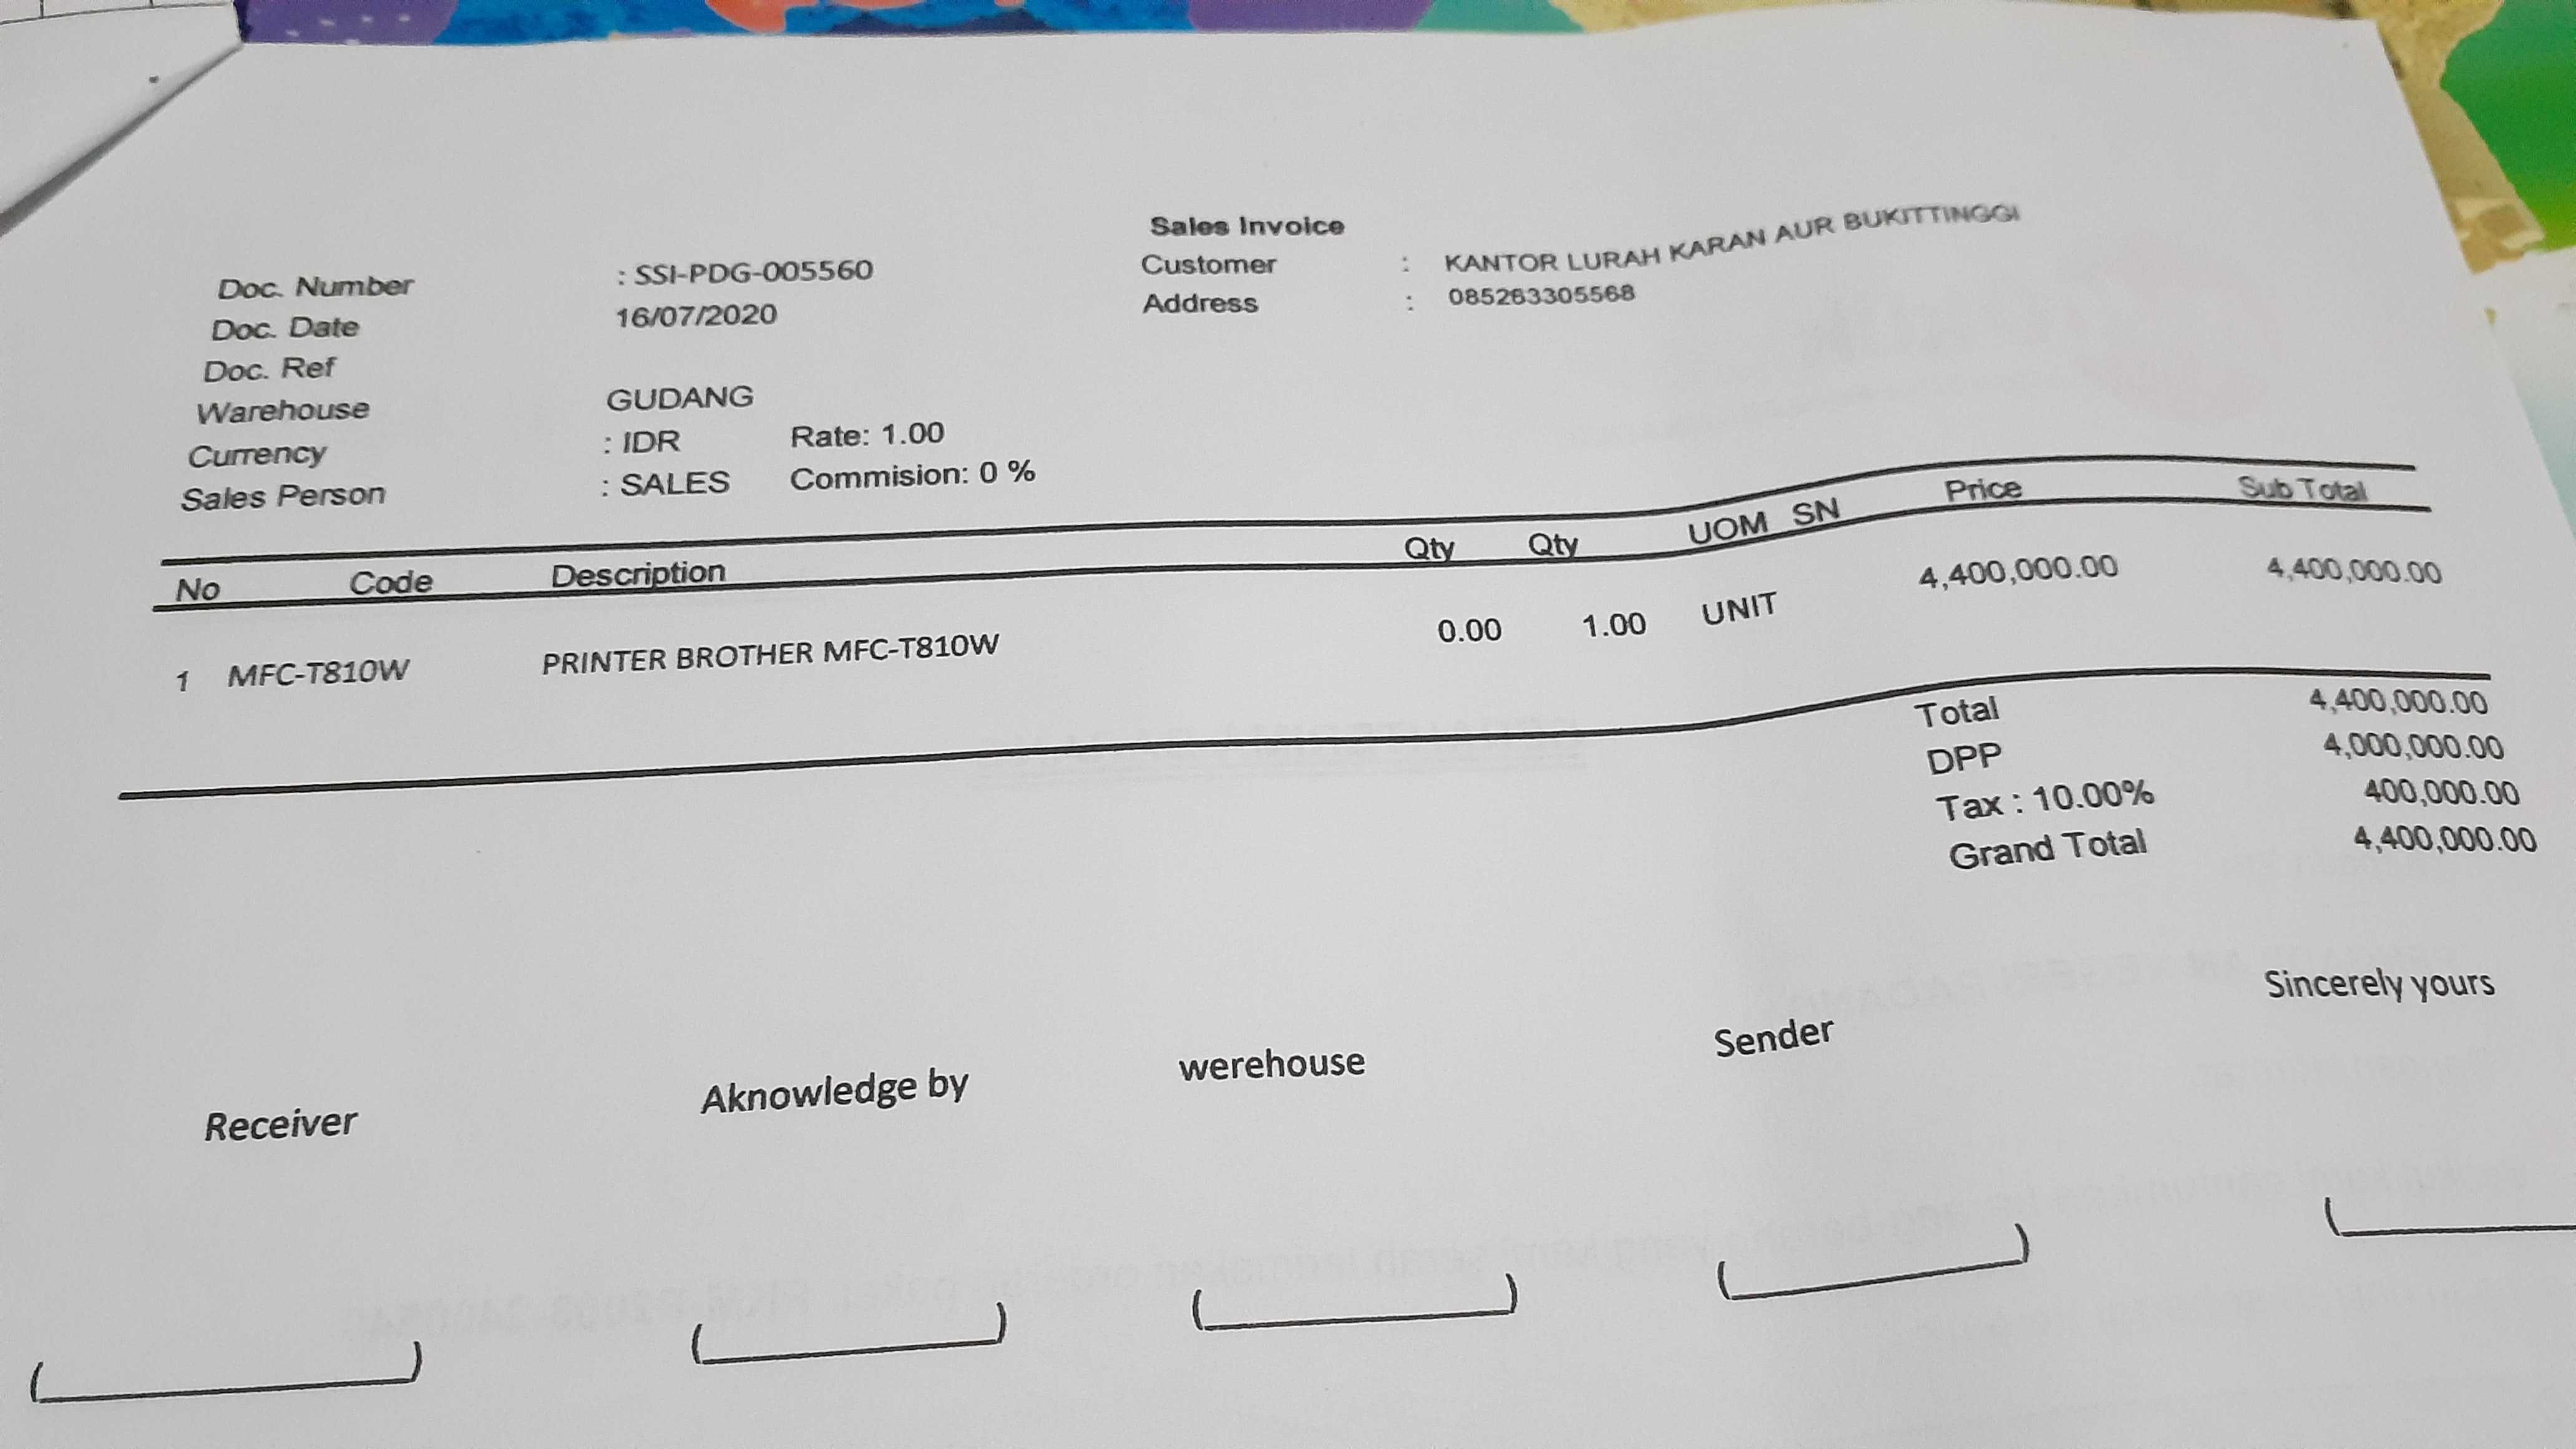 Sales Invoice
Doc. Number : SSI-PDG-005560
Customer : KANTOR LURAH KARAN AUR BUKITTINGGI
Doc. Date 16/07/2020
Address : 085263305568
Doc. Ref
Warehouse GUDANG
Currency : IDR Rate: 1.00
Sales Person : SALES Commision: 0 %
No Code Description Qty Qty UOM SN Price Sub Total
1 MFC-T810W PRINTER BROTHER MFC-T810W 0.00 1.00 UNIT 4,400,000.00 4,400,000.00
Total 4,400,000.00
DPP 4,000,000.00
Tax : 10.00% 400,000.00
Grand Total 4,400,000.00
Receiver Aknowledge by werehouse Sender Sincerely yours